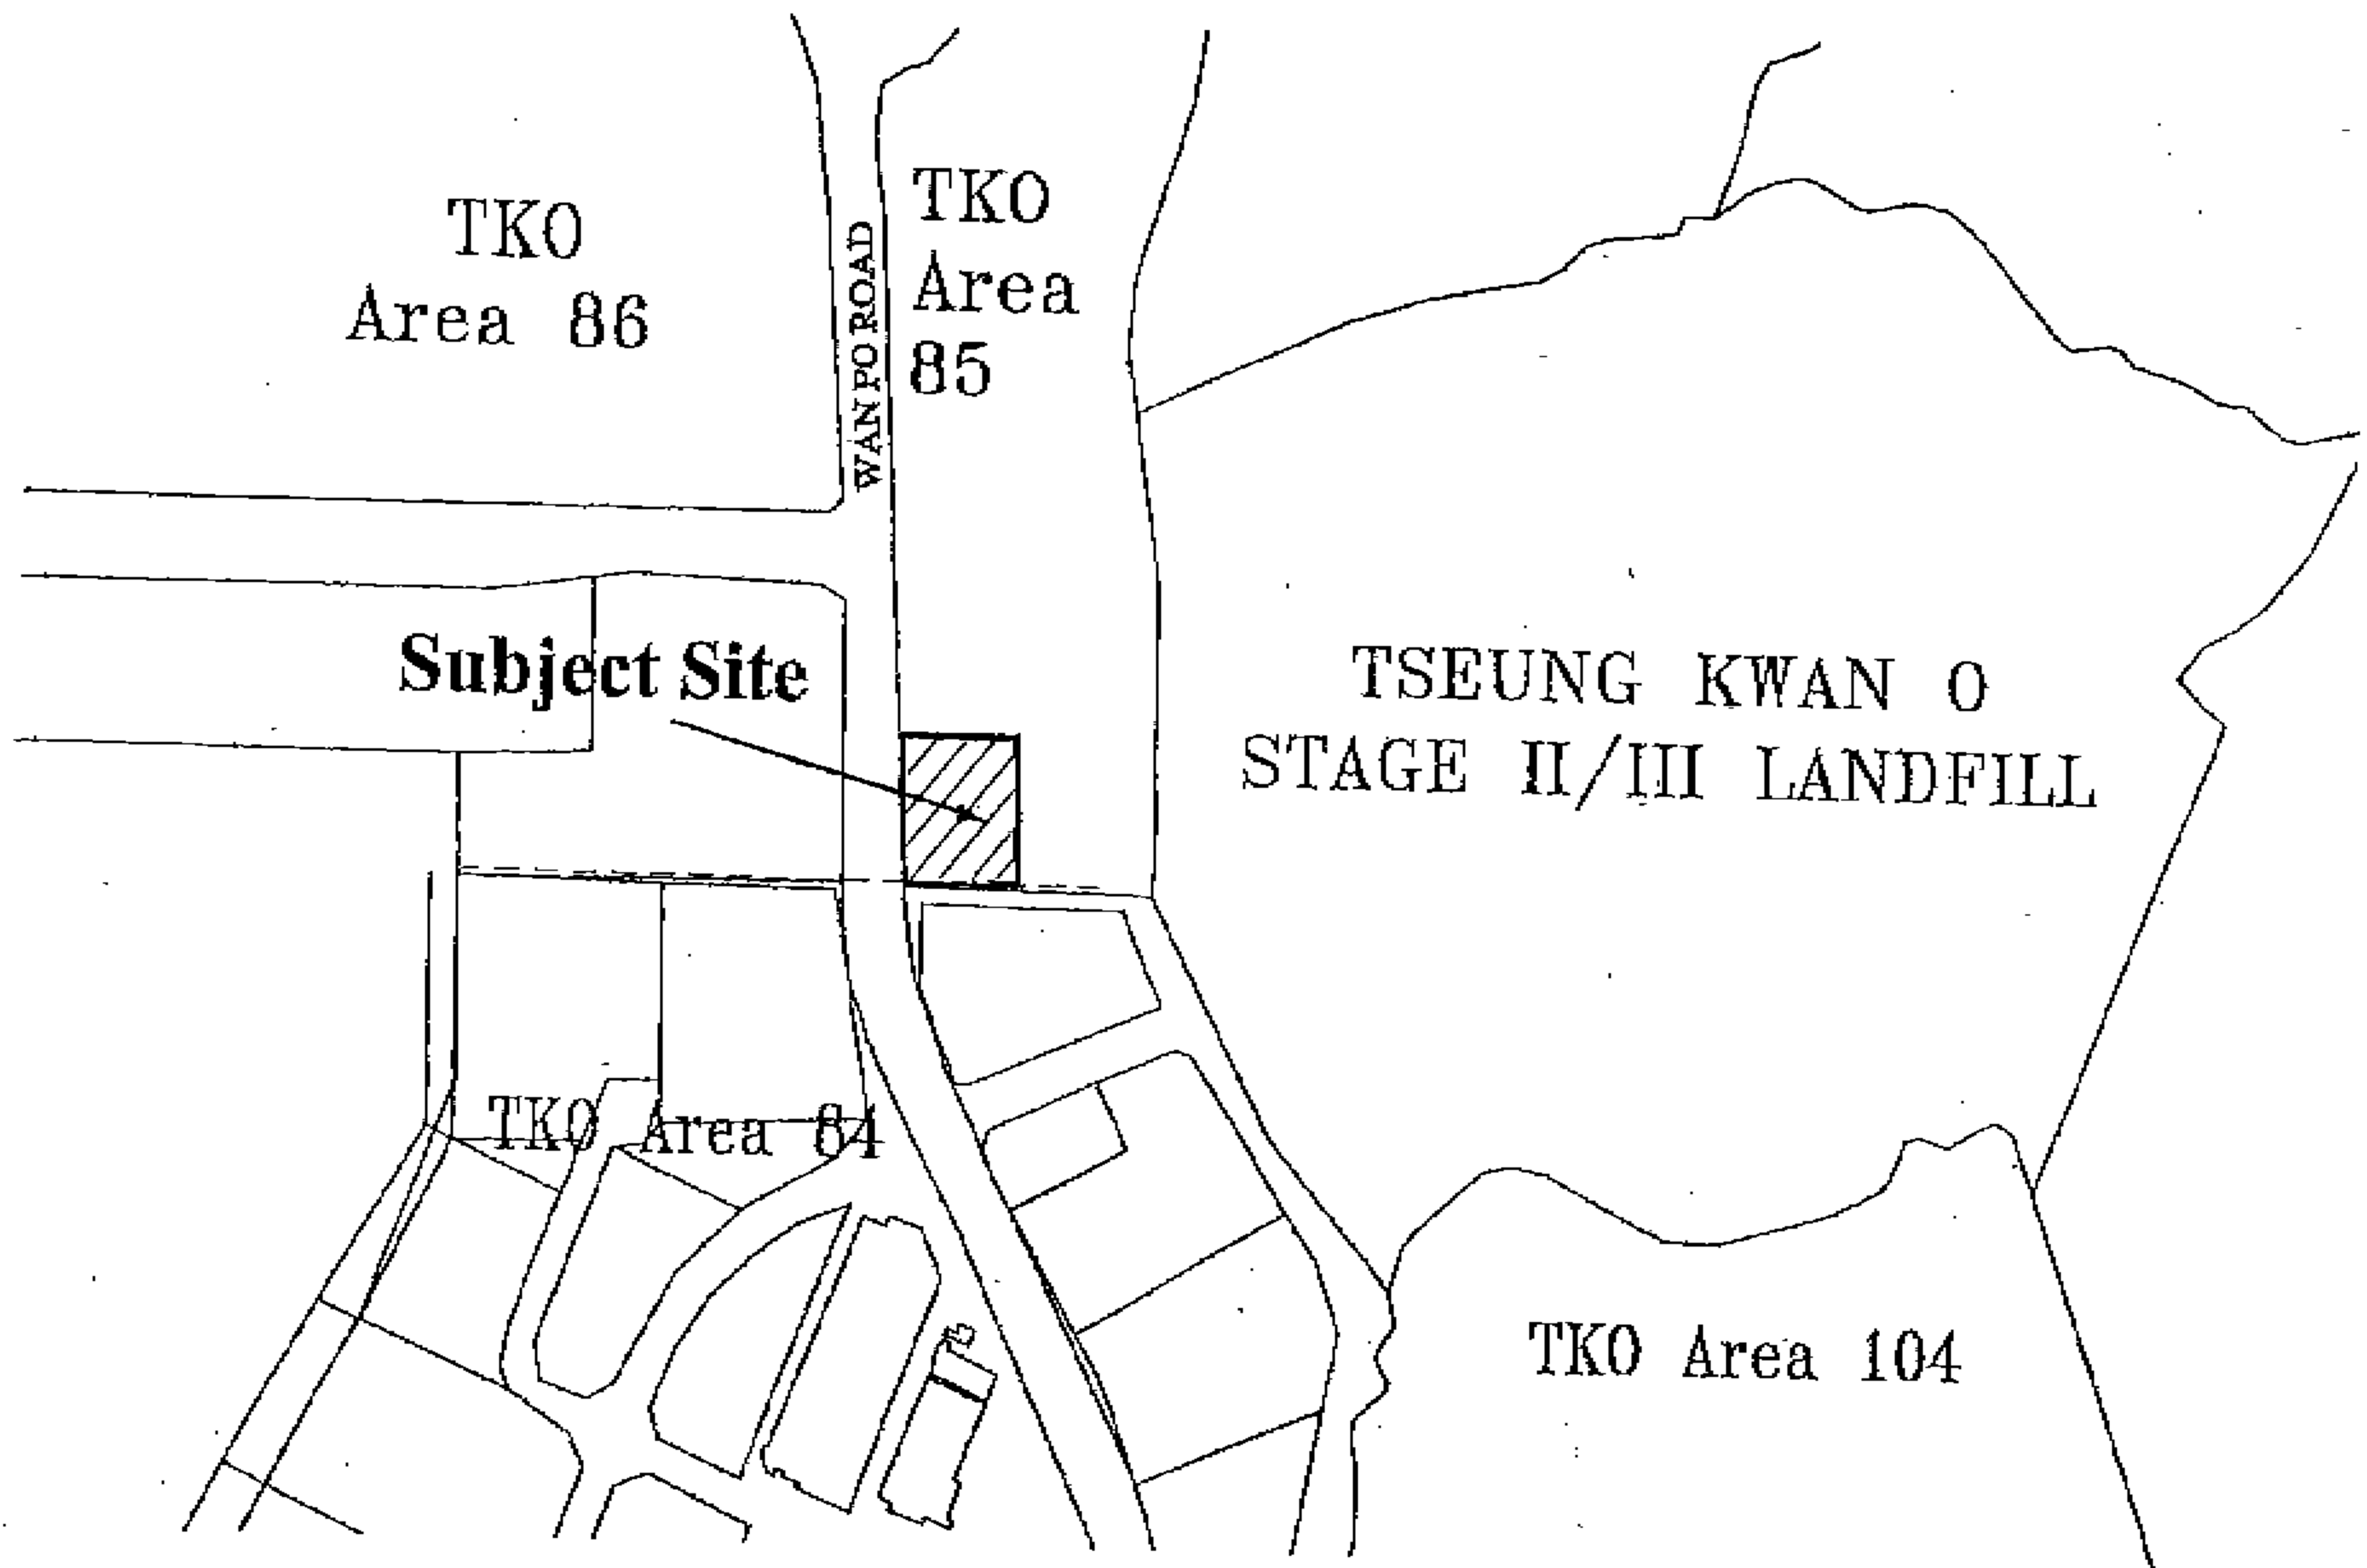 TKO
Area 86
WAN PO ROAD
TKO
Area
85
Subject Site
TSEUNG KWAN O
STAGE II/III LANDFILL
TKO Area 84
TKO Area 104